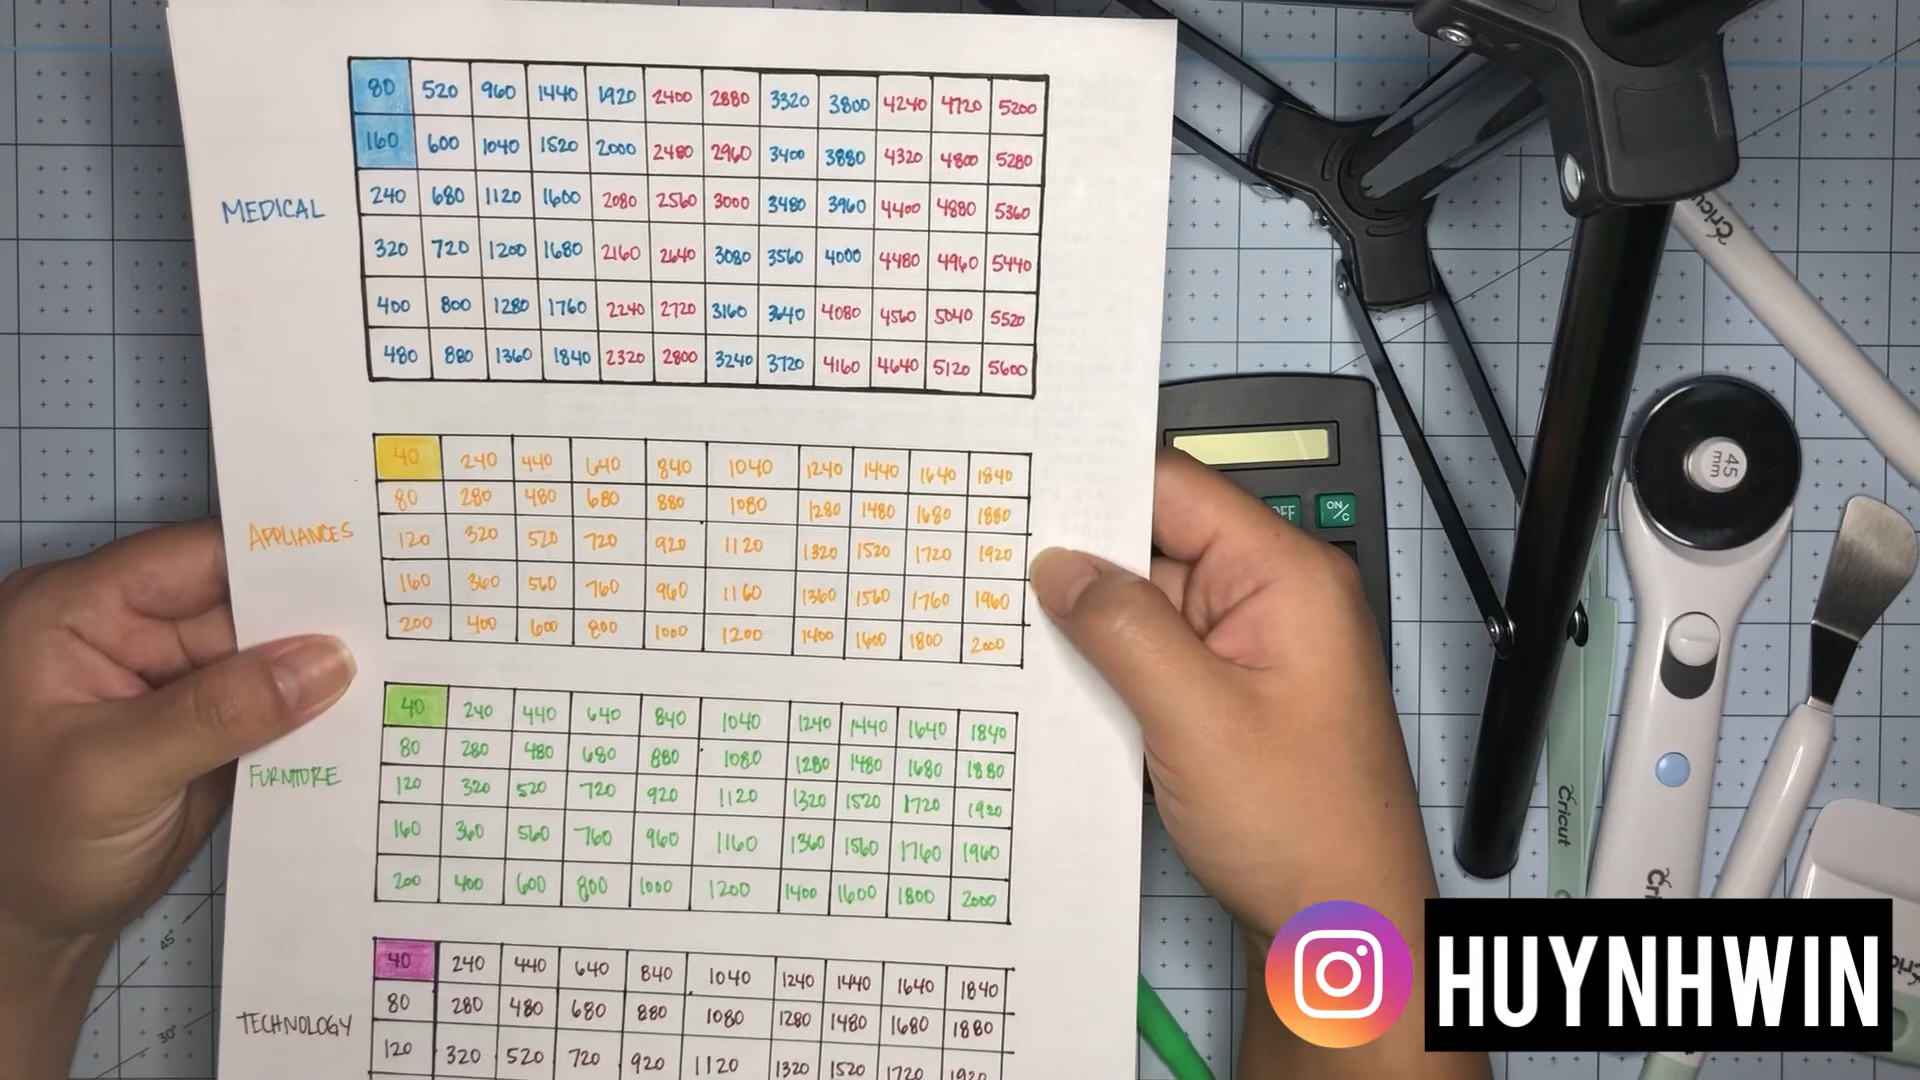 80 520 960 1440 1920 2400 2880 3320 3800 4240 4720 5200
160 600 1040 1520 2000 2480 2960 3400 3880 4320 4800 5280
MEDICAL
240 680 1120 1600 2080 2560 3000 3480 3960 4400 4880 5360
320 720 1200 1680 2160 2640 3080 3560 4000 4480 4960 5440
400 800 1280 1760 2240 2720 3160 3640 4080 4560 5040 5520
480 880 1360 1840 2320 2800 3240 3720 4160 4640 5120 5600
40 240 440 640 840 1040 1240 1440 1640 1840
80 280 480 680 880 1080 1280 1480 1680 1880
APPLIANCES
120 320 520 720 920 1120 1320 1520 1720 1920
160 360 560 760 960 1160 1360 1560 1760 1960
200 400 600 800 1000 1200 1400 1600 1800 2000
40 240 440 640 840 1040 1240 1440 1640 1840
80 280 480 680 880 1080 1280 1480 1680 1880
FURNITURE
120 320 520 720 920 1120 1320 1520 1720 1920
160 360 560 760 960 1160 1360 1560 1760 1960
200 400 600 800 1000 1200 1400 1600 1800 2000
40 240 440 640 840 1040 1240 1440 1640 1840
80 280 480 680 880 1080 1280 1480 1680 1880
TECHNOLOGY
120 320 520 720 920 1120 1320 1520 1720 1920
OFF
ON/C
cricut
45 mm
cricut
45°
30°
HUYNHWIN